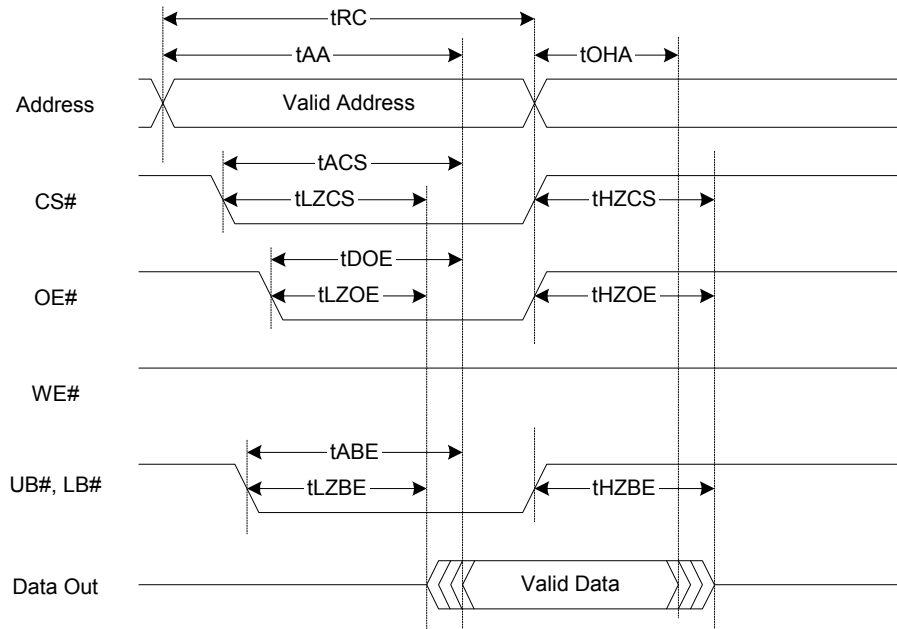 tRC
tAA
tOHA
Address
Valid Address
tACS
CS#
tLZCS
tHZCS
tDOE
OE#
tLZOE
tHZOE
WE#
tABE
UB#, LB#
tLZBE
tHZBE
Data Out
Valid Data